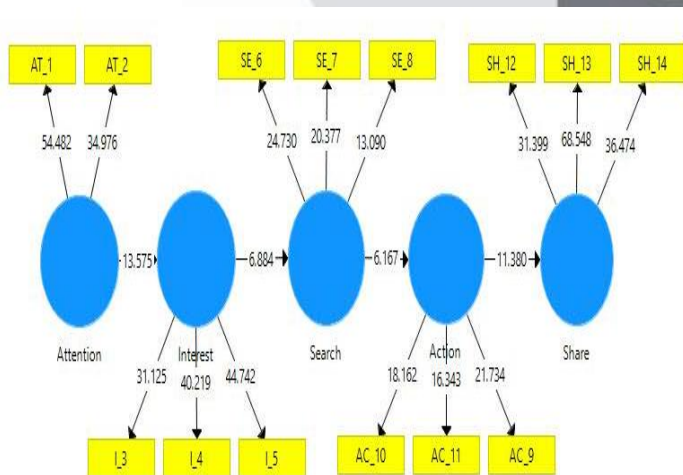 AT_1 AT_2 SE_6 SE_7 SE_8 SH_12 SH_13 SH_14
54.482 34.976 24.730 20.377 13.090 31.399 68.548 36.474
13.575 6.884 6.167 11.380
Attention Interest Search Action Share
31.125 40.219 44.742 18.162 16.343 21.734
I_3 I_4 I_5 AC_10 AC_11 AC_9